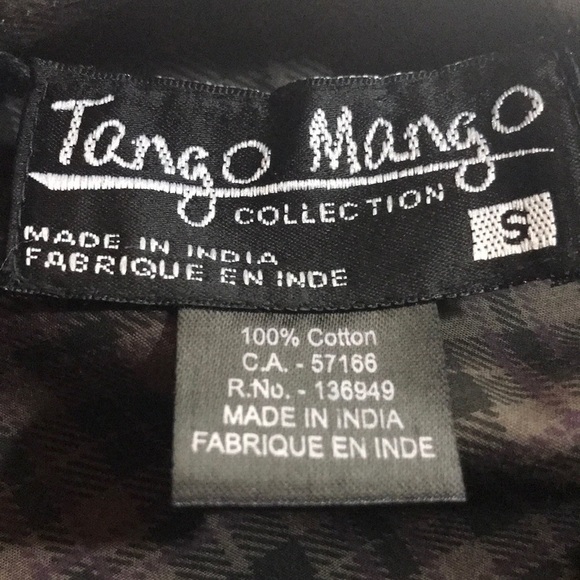 Tango Mango
COLLECTION
S
MADE IN INDIA
FABRIQUE EN INDE
100% Cotton
C.A. - 57166
R.No. - 136949
MADE IN INDIA
FABRIQUE EN INDE